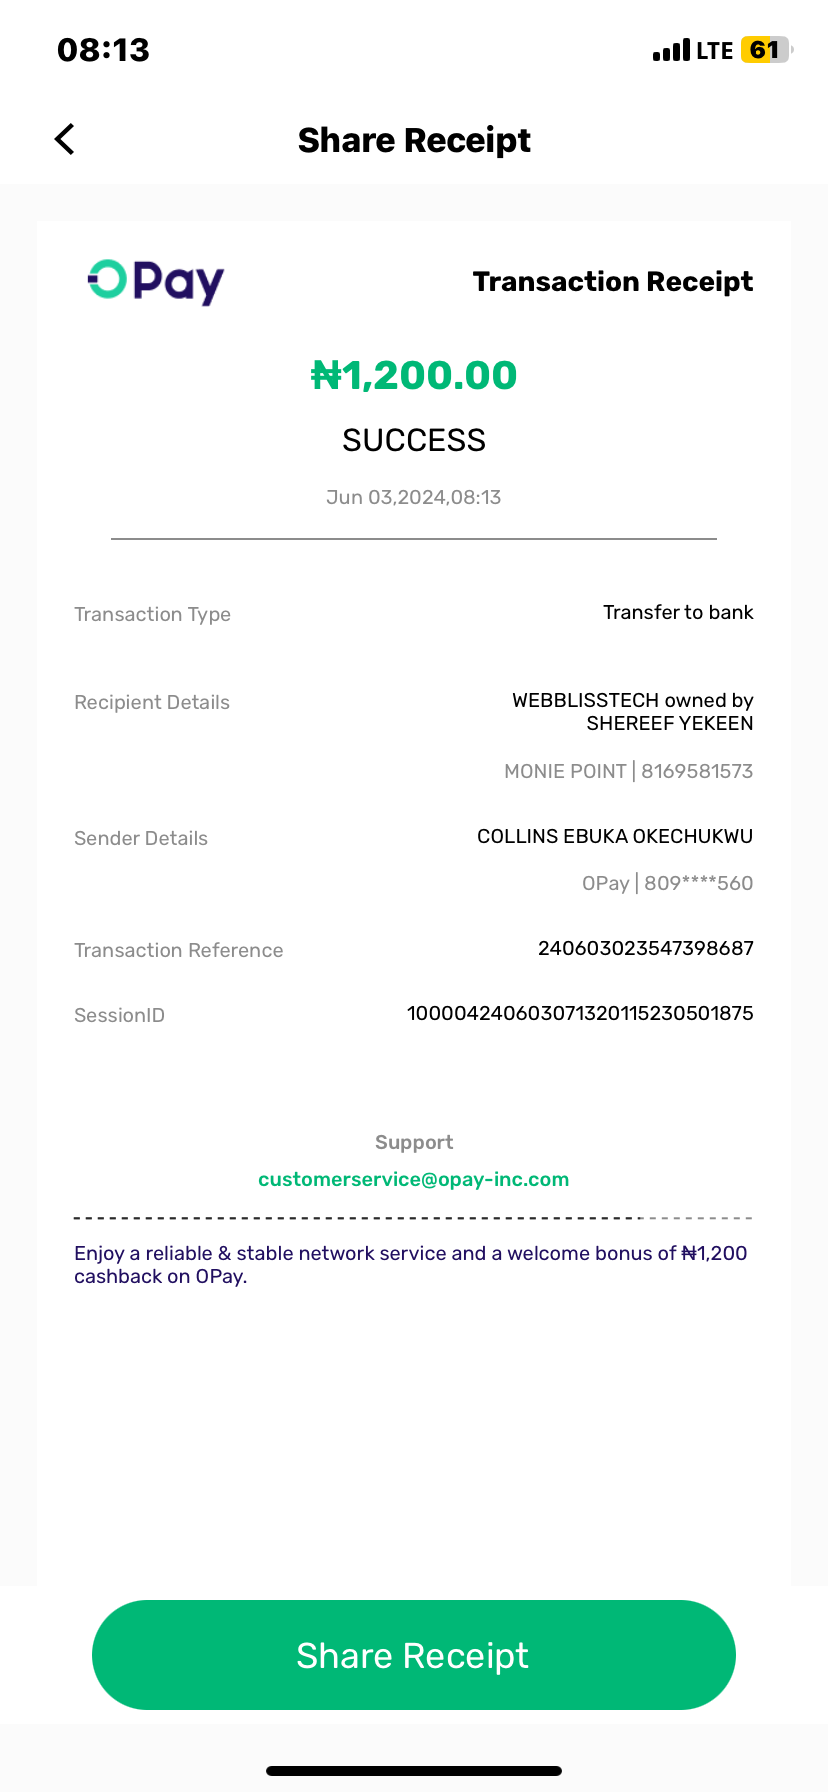 08:13
LTE 61
Share Receipt
OPay
Transaction Receipt
₦1,200.00
SUCCESS
Jun 03,2024,08:13
Transaction Type
Transfer to bank
Recipient Details
WEBBLISSTECH owned by
SHEREEF YEKEEN
MONIE POINT | 8169581573
Sender Details
COLLINS EBUKA OKECHUKWU
OPay | 809****560
Transaction Reference
240603023547398687
SessionID
100004240603071320115230501875
Support
customerservice@opay-inc.com
Enjoy a reliable & stable network service and a welcome bonus of ₦1,200
cashback on OPay.
Share Receipt